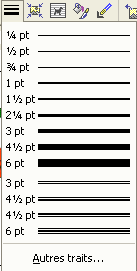 ¼ pt
½ pt
¾ pt
1 pt
1½ pt
2¼ pt
3 pt
4½ pt
6 pt
3 pt
4½ pt
4½ pt
6 pt
Autres traits...